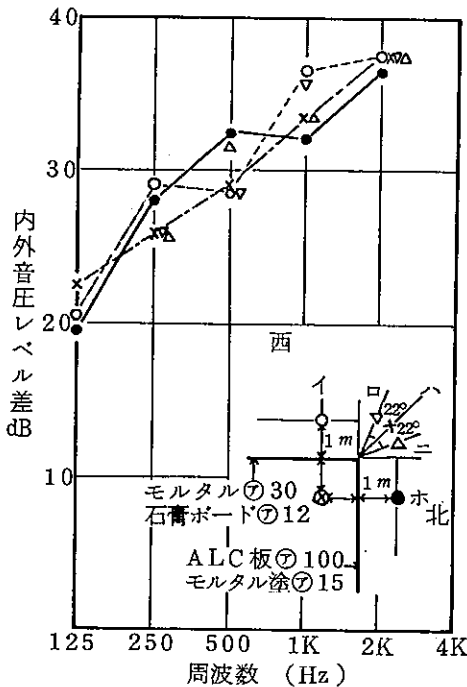 40
30
20
10
内外音圧レベル差
dB
西
イ
ロ
22°
ハ
22°
ニ
1 m
1 m
ホ
北
モルタル㋐30
石膏ボード㋐12
ALC板㋐100
モルタル塗㋐15
125 250 500 1K 2K 4K
周波数 (Hz)